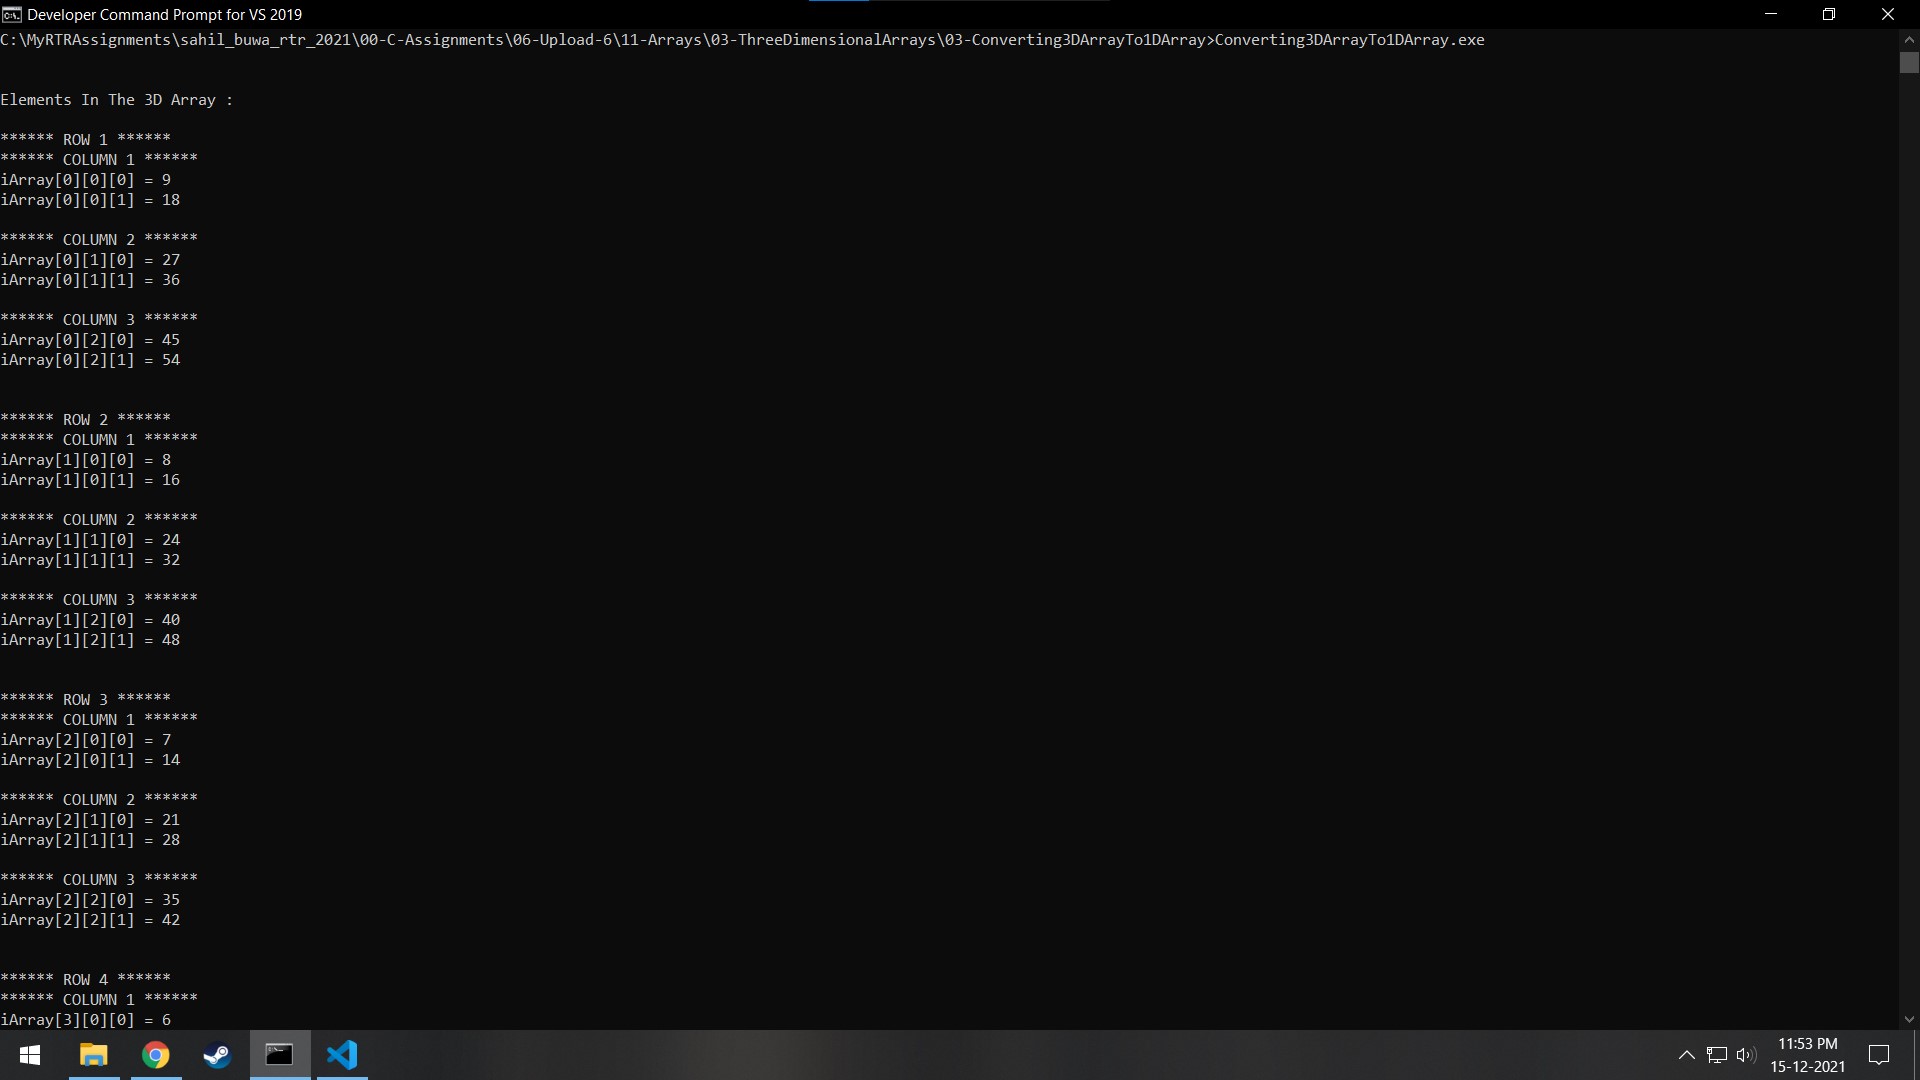 Developer Command Prompt for VS 2019
C:\MyRTRAssignments\sahil_buwa_rtr_2021\00-C-Assignments\06-Upload-6\11-Arrays\03-ThreeDimensionalArrays\03-Converting3DArrayTo1DArray>Converting3DArrayTo1DArray.exe
Elements In The 3D Array :
****** ROW 1 ******
****** COLUMN 1 ******
iArray[0][0][0] = 9
iArray[0][0][1] = 18
****** COLUMN 2 ******
iArray[0][1][0] = 27
iArray[0][1][1] = 36
****** COLUMN 3 ******
iArray[0][2][0] = 45
iArray[0][2][1] = 54
****** ROW 2 ******
****** COLUMN 1 ******
iArray[1][0][0] = 8
iArray[1][0][1] = 16
****** COLUMN 2 ******
iArray[1][1][0] = 24
iArray[1][1][1] = 32
****** COLUMN 3 ******
iArray[1][2][0] = 40
iArray[1][2][1] = 48
****** ROW 3 ******
****** COLUMN 1 ******
iArray[2][0][0] = 7
iArray[2][0][1] = 14
****** COLUMN 2 ******
iArray[2][1][0] = 21
iArray[2][1][1] = 28
****** COLUMN 3 ******
iArray[2][2][0] = 35
iArray[2][2][1] = 42
****** ROW 4 ******
****** COLUMN 1 ******
iArray[3][0][0] = 6
11:53 PM
15-12-2021